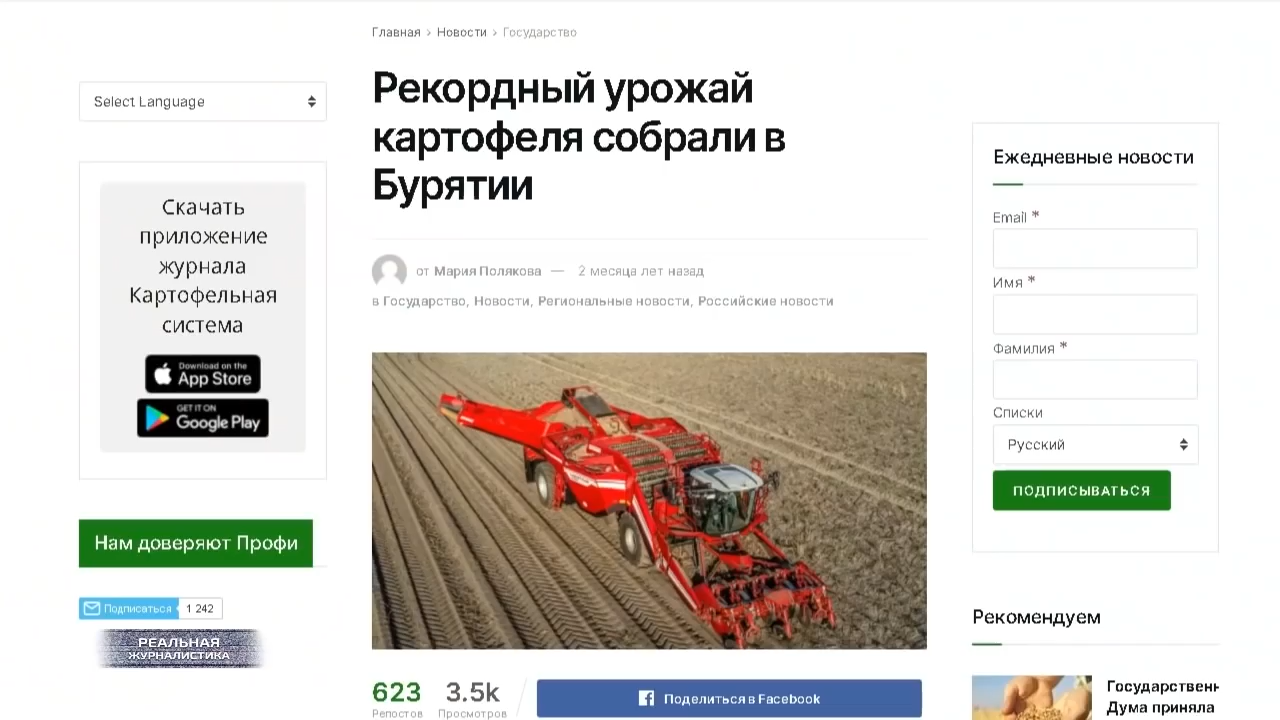 Главная > Новости > Государство
Select Language
Рекордный урожай
картофеля собрали в
Бурятии
Скачать
приложение
журнала
Картофельная
система
Download on the
App Store
GET IT ON
Google Play
Нам доверяют Профи
Подписаться 1 242
РЕАЛЬНАЯ
ЖУРНАЛИСТИКА
от Мария Полякова — 2 месяца лет назад
в Государство, Новости, Региональные новости, Российские новости
623 3.5k
Репостов Просмотров
Поделиться в Facebook
Ежедневные новости
Email *
Имя *
Фамилия *
Списки
Русский
ПОДПИСЫВАТЬСЯ
Рекомендуем
Государственн
Дума приняла